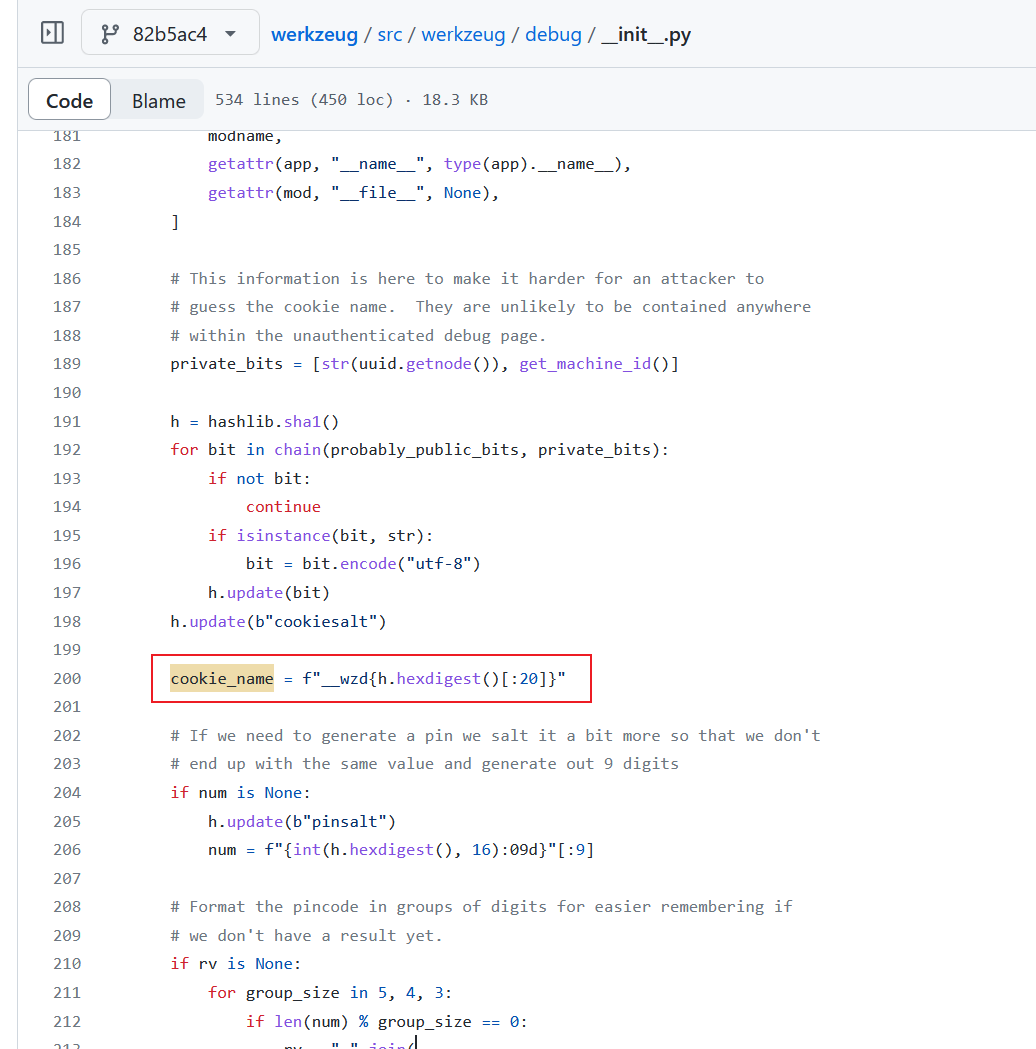 82b5ac4 werkzeug / src / werkzeug / debug / __init__.py
Code Blame 534 lines (450 loc) · 18.3 KB
181 modname,
182 getattr(app, "__name__", type(app).__name__),
183 getattr(mod, "__file__", None),
184 ]
185
186 # This information is here to make it harder for an attacker to
187 # guess the cookie name.  They are unlikely to be contained anywhere
188 # within the unauthenticated debug page.
189 private_bits = [str(uuid.getnode()), get_machine_id()]
190
191 h = hashlib.sha1()
192 for bit in chain(probably_public_bits, private_bits):
193 if not bit:
194 continue
195 if isinstance(bit, str):
196 bit = bit.encode("utf-8")
197 h.update(bit)
198 h.update(b"cookiesalt")
199
200 cookie_name = f"__wzd{h.hexdigest()[:20]}"
201
202 # If we need to generate a pin we salt it a bit more so that we don't
203 # end up with the same value and generate out 9 digits
204 if num is None:
205 h.update(b"pinsalt")
206 num = f"{int(h.hexdigest(), 16):09d}"[:9]
207
208 # Format the pincode in groups of digits for easier remembering if
209 # we don't have a result yet.
210 if rv is None:
211 for group_size in 5, 4, 3:
212 if len(num) % group_size == 0: